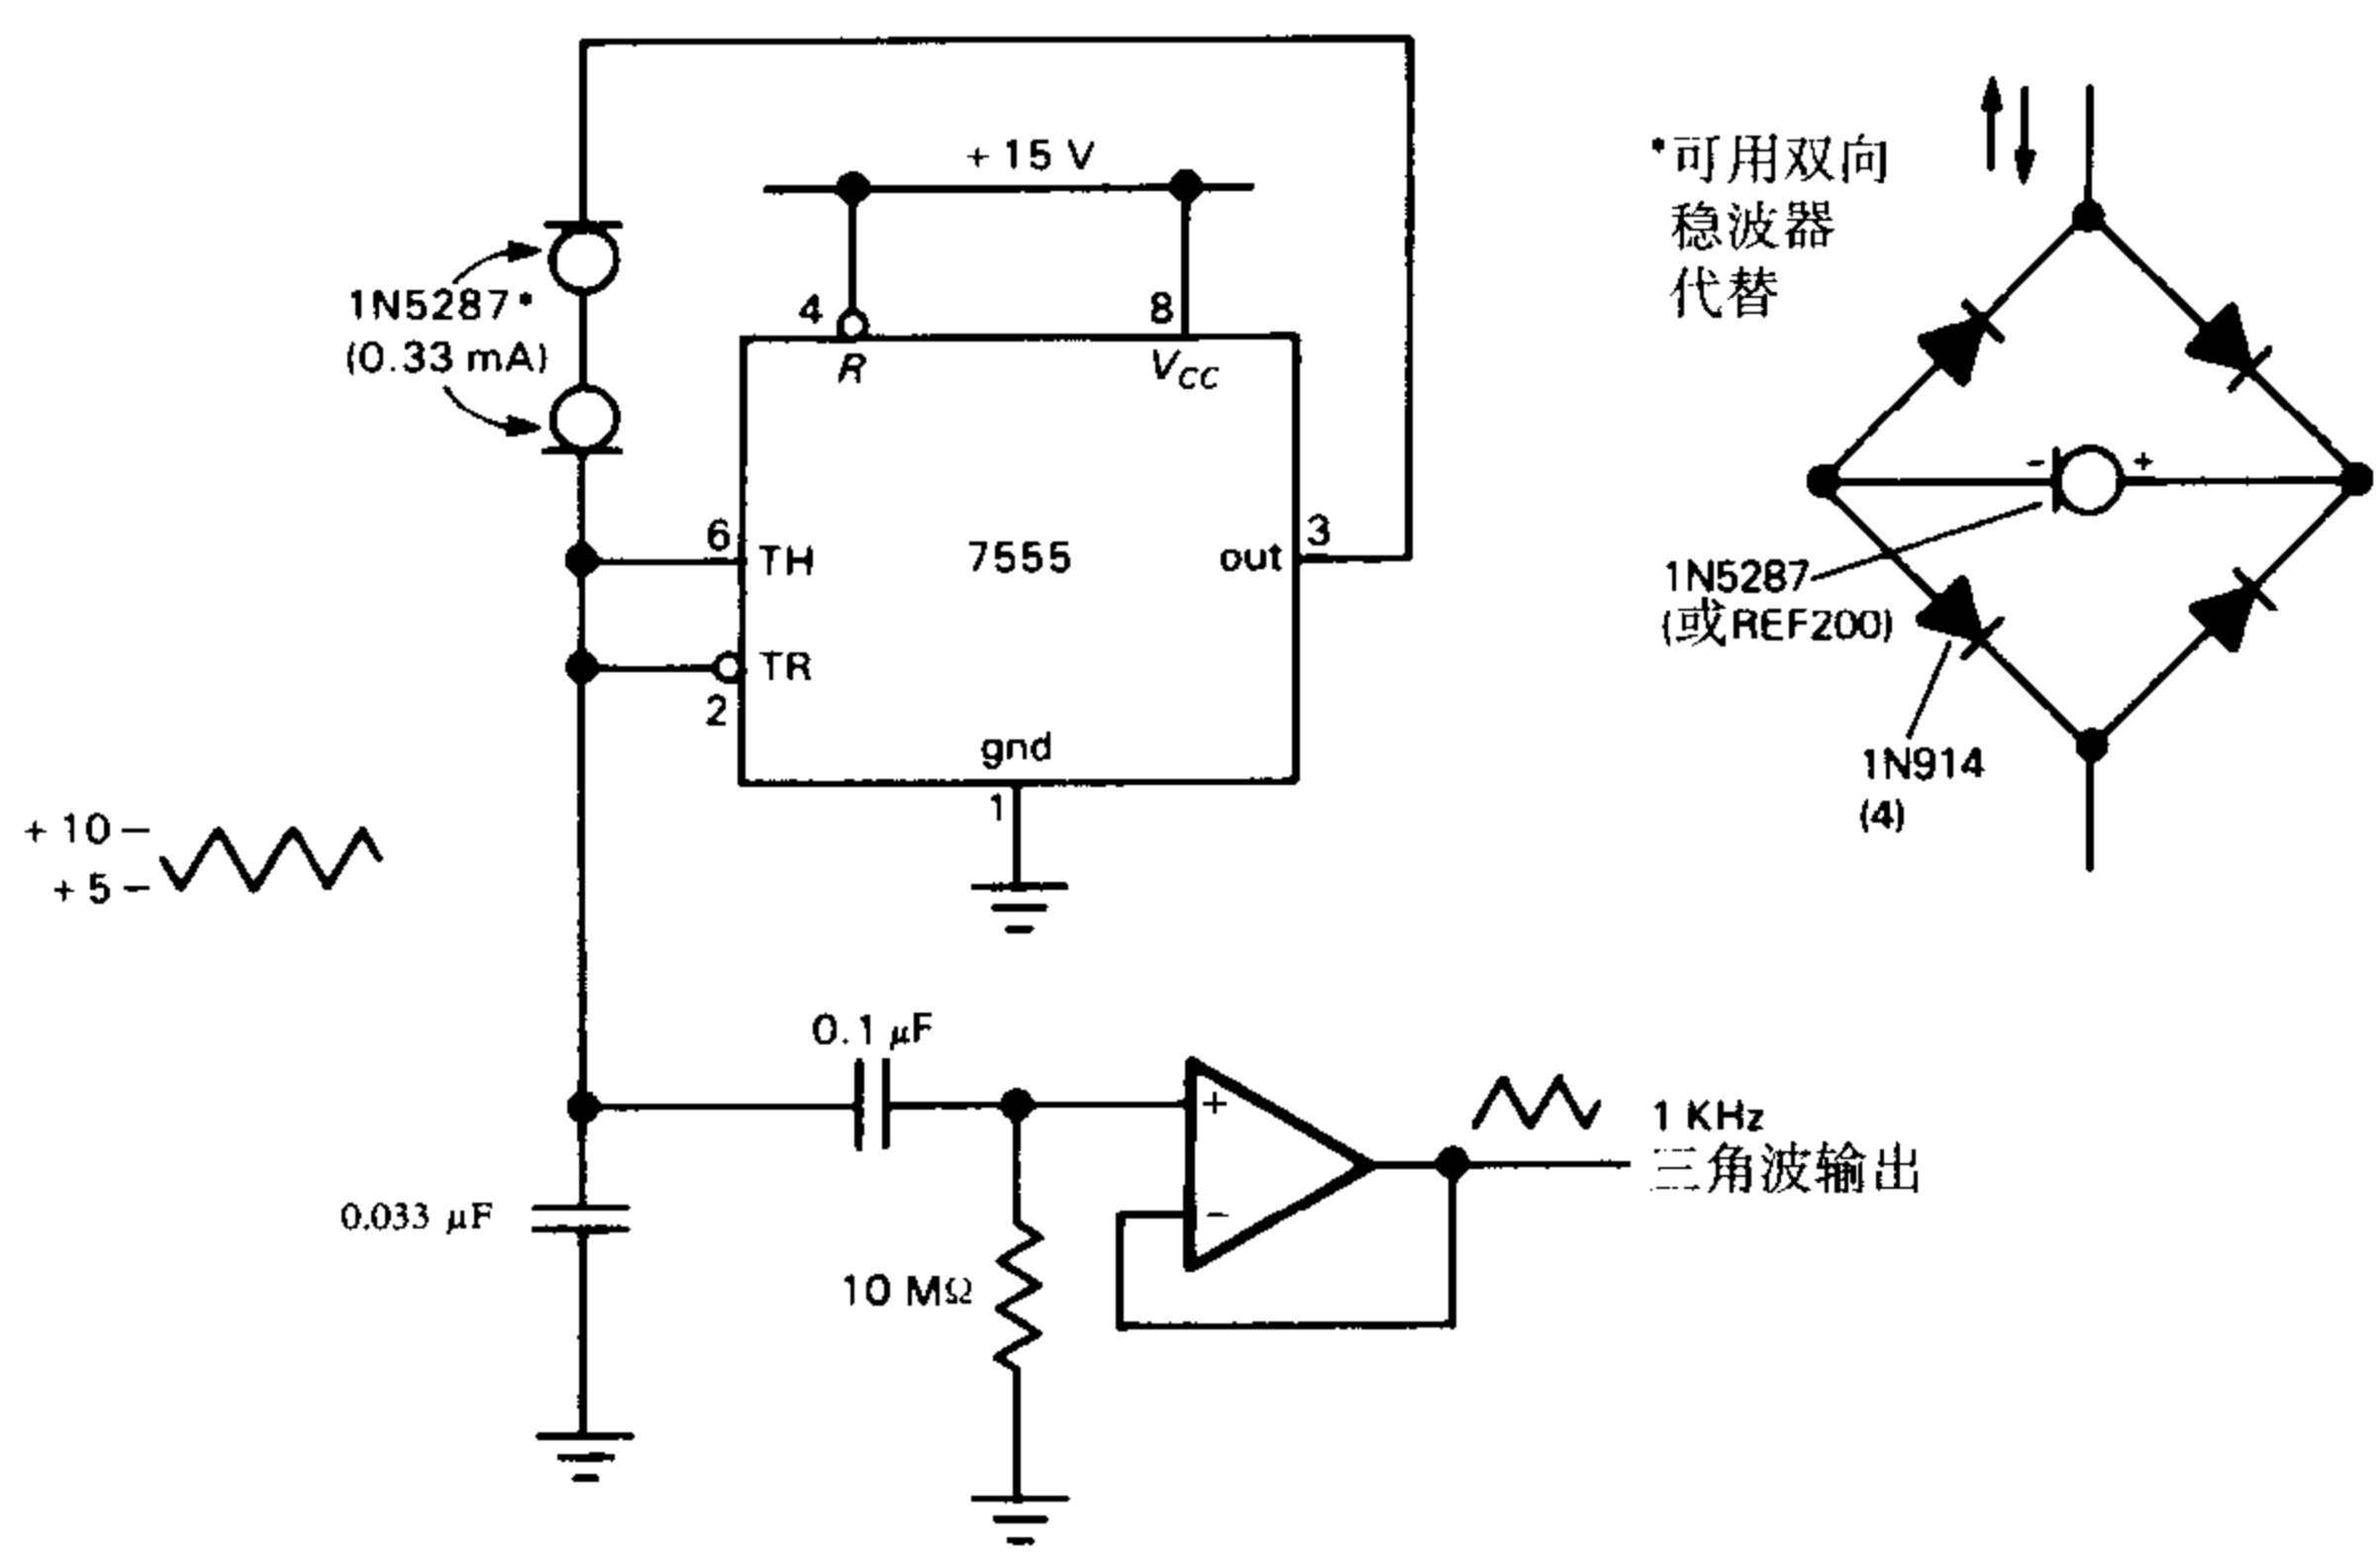 + 15 V
1N5287*
(0.33 mA)
4
8
R
VCC
6
TH
7555
3
out
TR
2
gnd
1
+ 10 –
+ 5 –
*可用双向
稳波器
代替
– +
1N5287
(或REF200)
1N914
(4)
0.1 μF
+
–
1 KHz
三角波输出
0.033 μF
10 MΩ